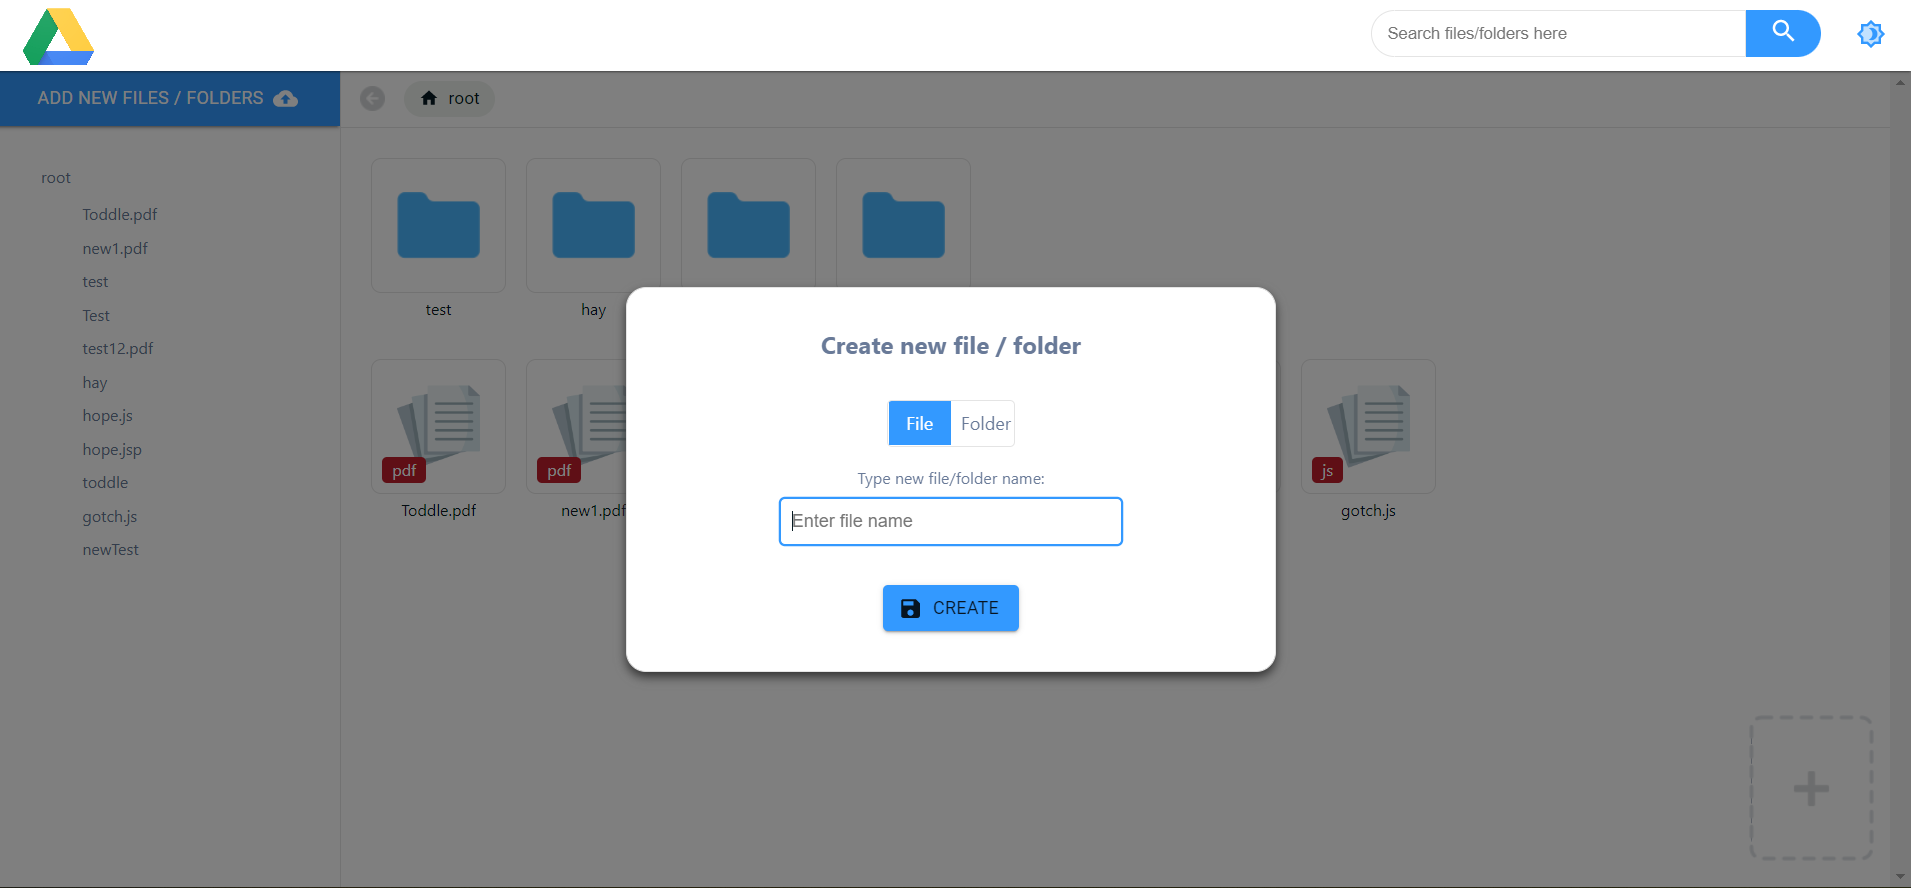 Search files/folders here
ADD NEW FILES / FOLDERS
root
root
Toddle.pdf
new1.pdf
test
Test
test12.pdf
hay
hope.js
hope.jsp
toddle
gotch.js
newTest
test
hay
pdf
Toddle.pdf
pdf
new1.pdf
js
gotch.js
Create new file / folder
File
Folder
Type new file/folder name:
Enter file name
CREATE